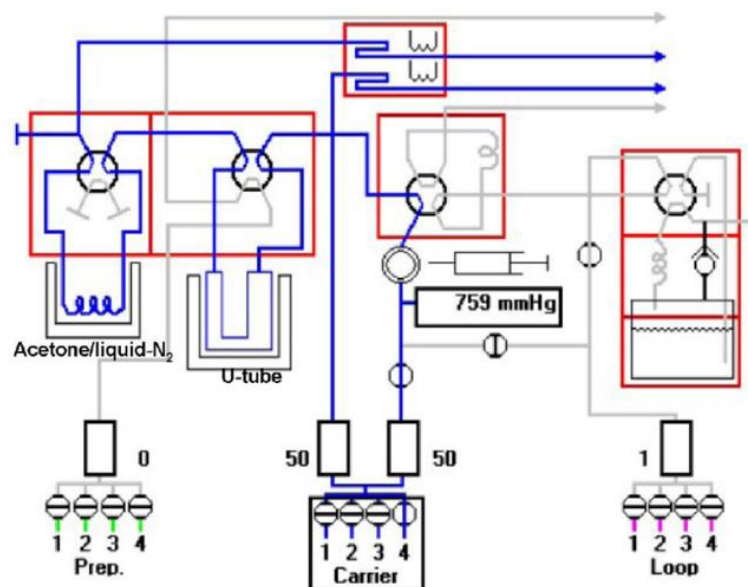 759 mmHg
Acetone/liquid-N₂
U-tube
0
50
50
1
1 2 3 4
Prep.
1 2 3 4
Carrier
1 2 3 4
Loop